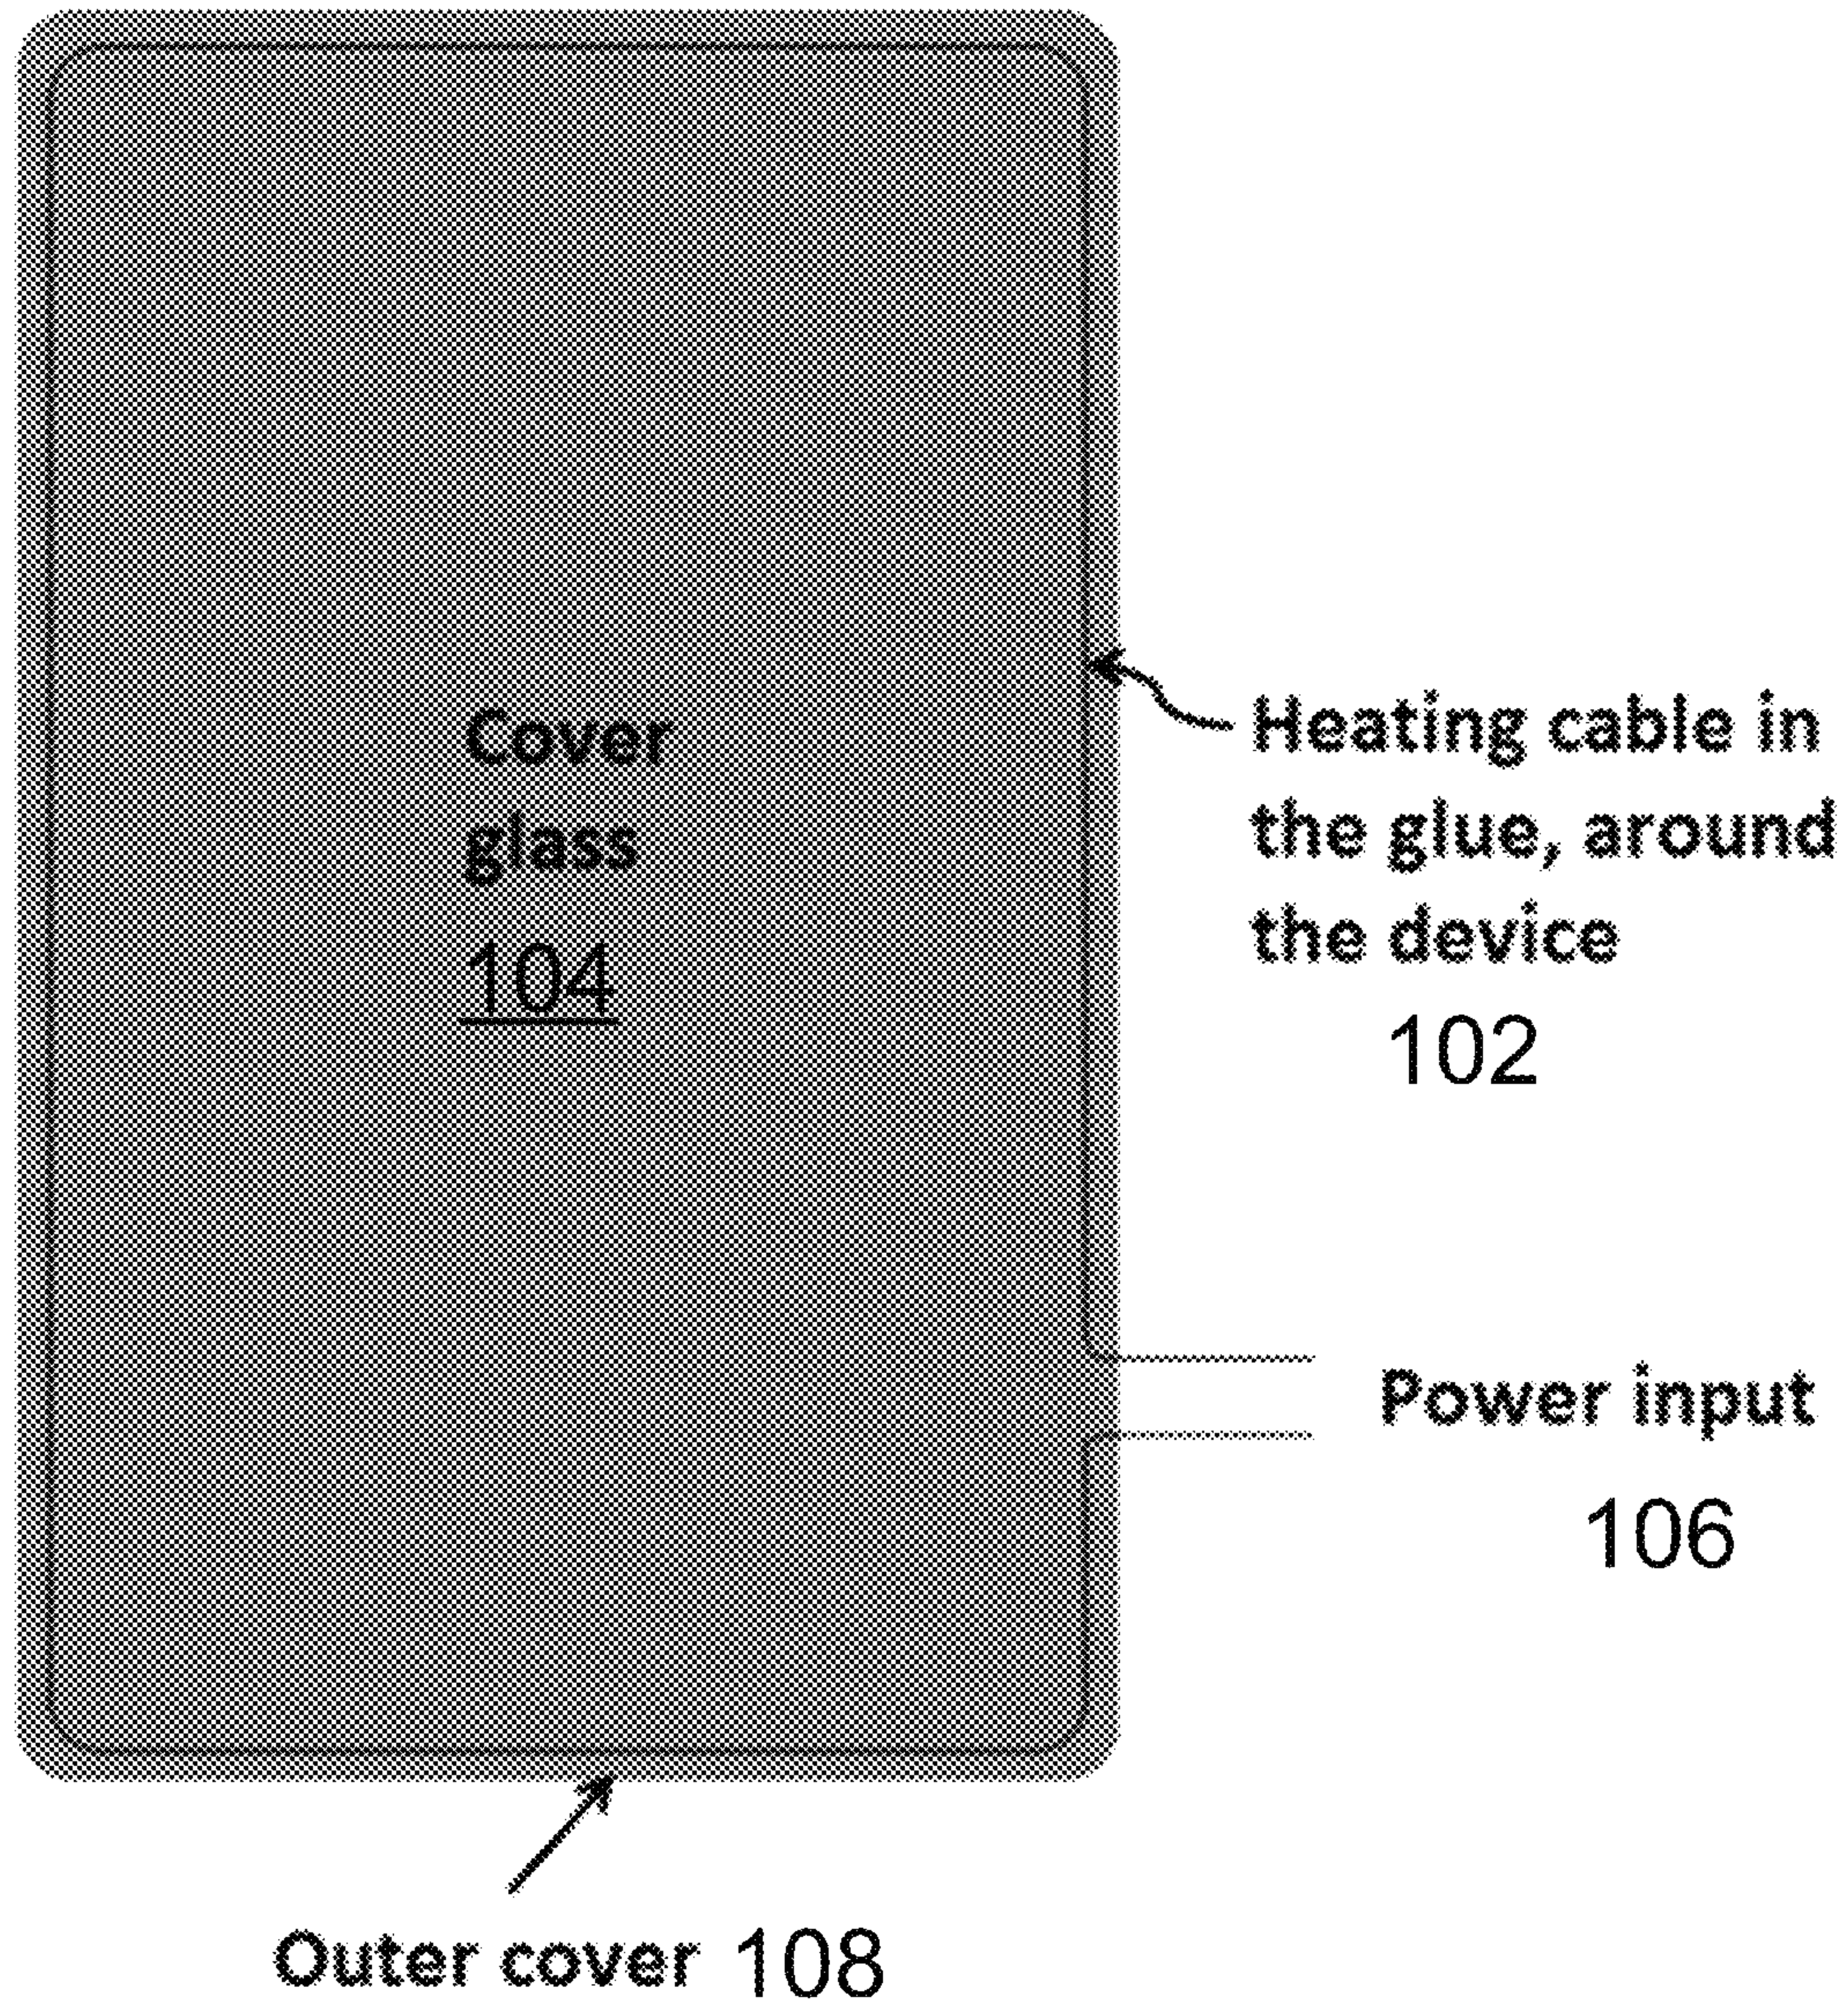 Cover
glass
104
Heating cable in
the glue, around
the device
102
Power input
106
Outer cover 108